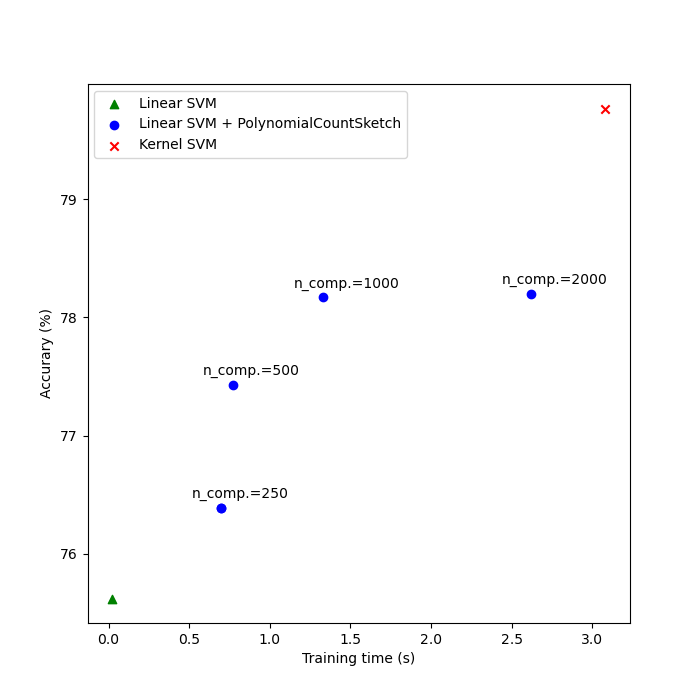 Linear SVM
Linear SVM + PolynomialCountSketch
Kernel SVM
79
78
77
76
Accurary (%)
n_comp.=1000
n_comp.=2000
n_comp.=500
n_comp.=250
0.0
0.5
1.0
1.5
2.0
2.5
3.0
Training time (s)